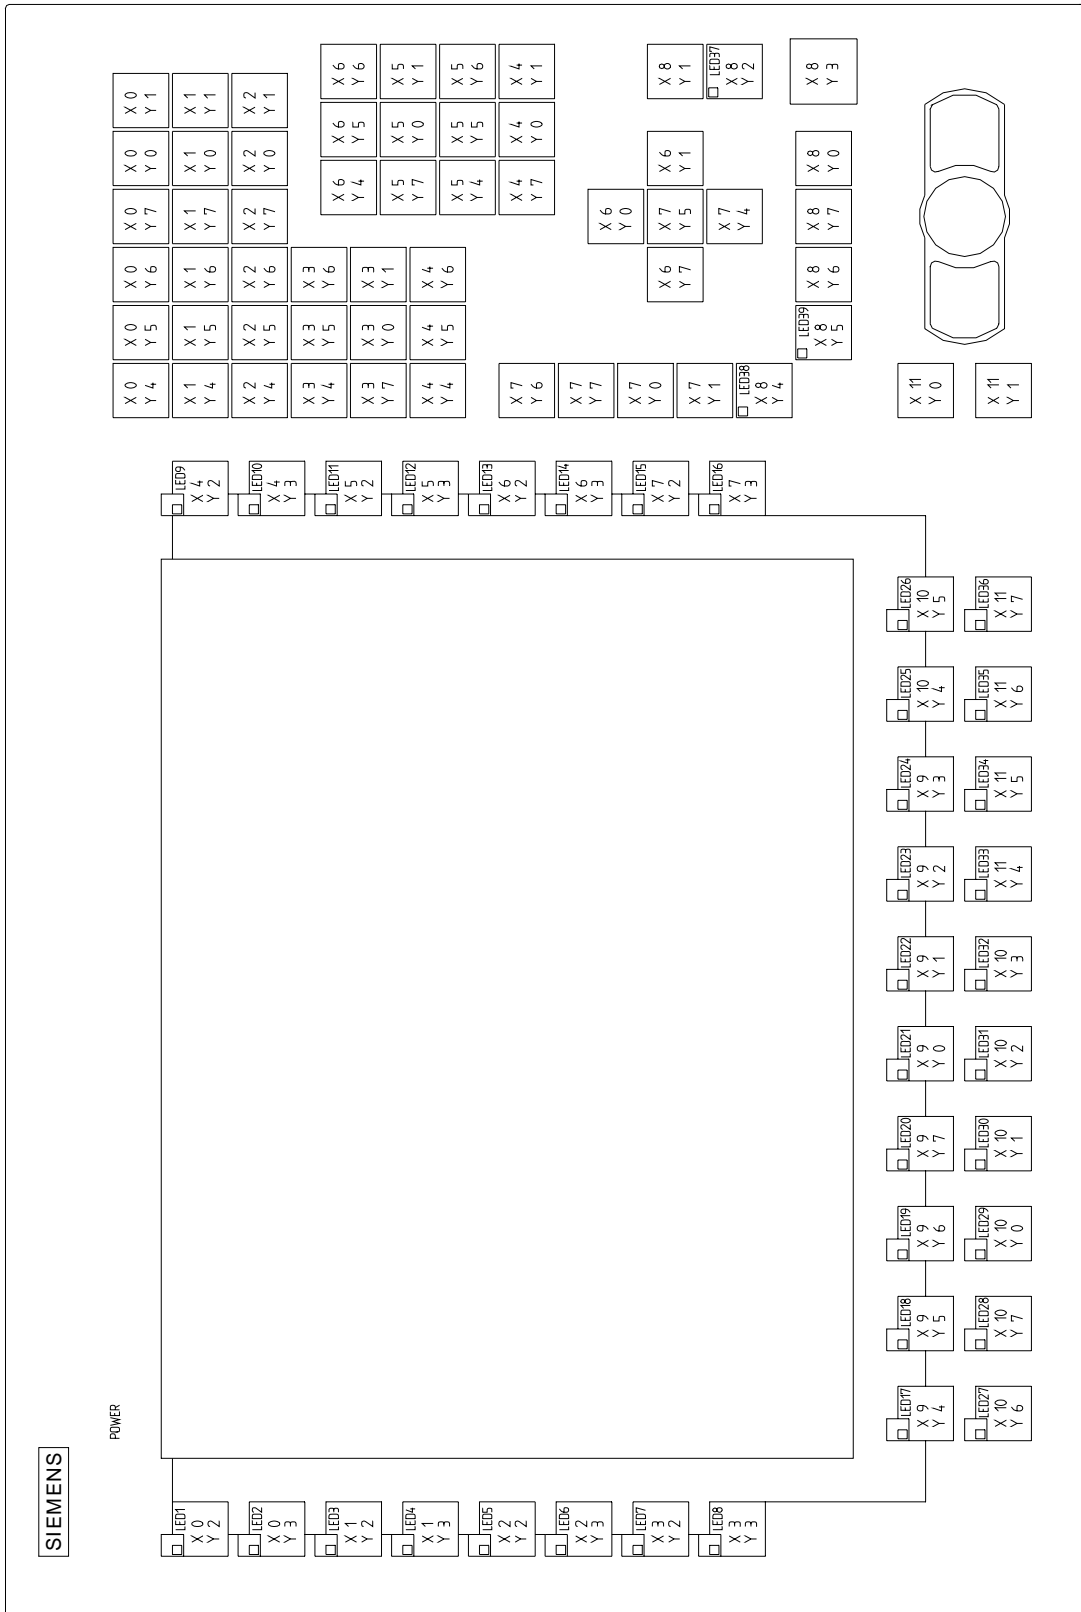 SIEMENS
POWER
LED1
X 0
Y 2
LED2
X 0
Y 3
LED3
X 1
Y 2
LED4
X 1
Y 3
LED5
X 2
Y 2
LED6
X 2
Y 3
LED7
X 3
Y 2
LED8
X 3
Y 3
LED9
X 4
Y 2
LED10
X 4
Y 3
LED11
X 5
Y 2
LED12
X 5
Y 3
LED13
X 6
Y 2
LED14
X 6
Y 3
LED15
X 7
Y 2
LED16
X 7
Y 3
X 0 X 0 X 0 X 0 X 0 X 0
Y 4 Y 5 Y 6 Y 7 Y 0 Y 1
X 1 X 1 X 1 X 1 X 1 X 1
Y 4 Y 5 Y 6 Y 7 Y 0 Y 1
X 2 X 2 X 2 X 2 X 2 X 2
Y 4 Y 5 Y 6 Y 7 Y 0 Y 1
X 3 X 3 X 3
Y 4 Y 5 Y 6
X 6 X 6 X 6
Y 4 Y 5 Y 6
X 3 X 3 X 3
Y 7 Y 0 Y 1
X 5 X 5 X 5
Y 7 Y 0 Y 1
X 4 X 4 X 4
Y 4 Y 5 Y 6
X 5 X 5 X 5
Y 4 Y 5 Y 6
X 4 X 4 X 4
Y 7 Y 0 Y 1
X 7
Y 6
X 7
Y 7
X 6
Y 0
X 7
Y 0
X 6 X 7 X 6 X 8
Y 7 Y 5 Y 1 Y 1
X 7
Y 1
X 7
Y 4
LED37
X 8
Y 2
LED38
X 8
Y 4
LED39
X 8 X 8 X 8 X 8 X 8
Y 5 Y 6 Y 7 Y 0 Y 3
LED17 LED18 LED19 LED20 LED21 LED22 LED23 LED24 LED25 LED26
X 9 X 9 X 9 X 9 X 9 X 9 X 9 X 9 X 10 X 10 X 11
Y 4 Y 5 Y 6 Y 7 Y 0 Y 1 Y 2 Y 3 Y 4 Y 5 Y 0
LED27 LED28 LED29 LED30 LED31 LED32 LED33 LED34 LED35 LED36
X 10 X 10 X 10 X 10 X 10 X 10 X 11 X 11 X 11 X 11 X 11
Y 6 Y 7 Y 0 Y 1 Y 2 Y 3 Y 4 Y 5 Y 6 Y 7 Y 1